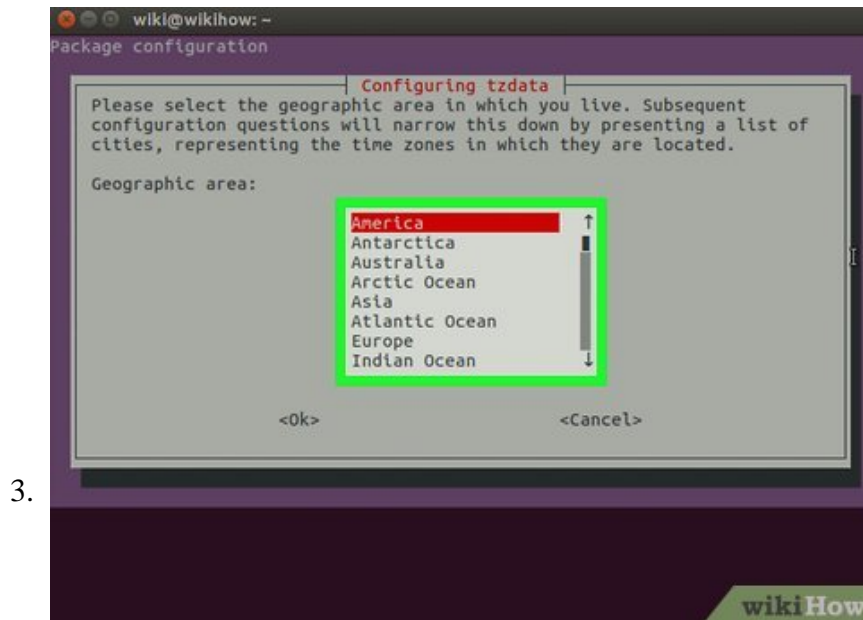 wiki@wikihow: ~
Package configuration
Configuring tzdata
Please select the geographic area in which you live. Subsequent
configuration questions will narrow this down by presenting a list of
cities, representing the time zones in which they are located.
Geographic area:
America
Antarctica
Australia
Arctic Ocean
Asia
Atlantic Ocean
Europe
Indian Ocean
<Ok> <Cancel>
3.
wikiHow